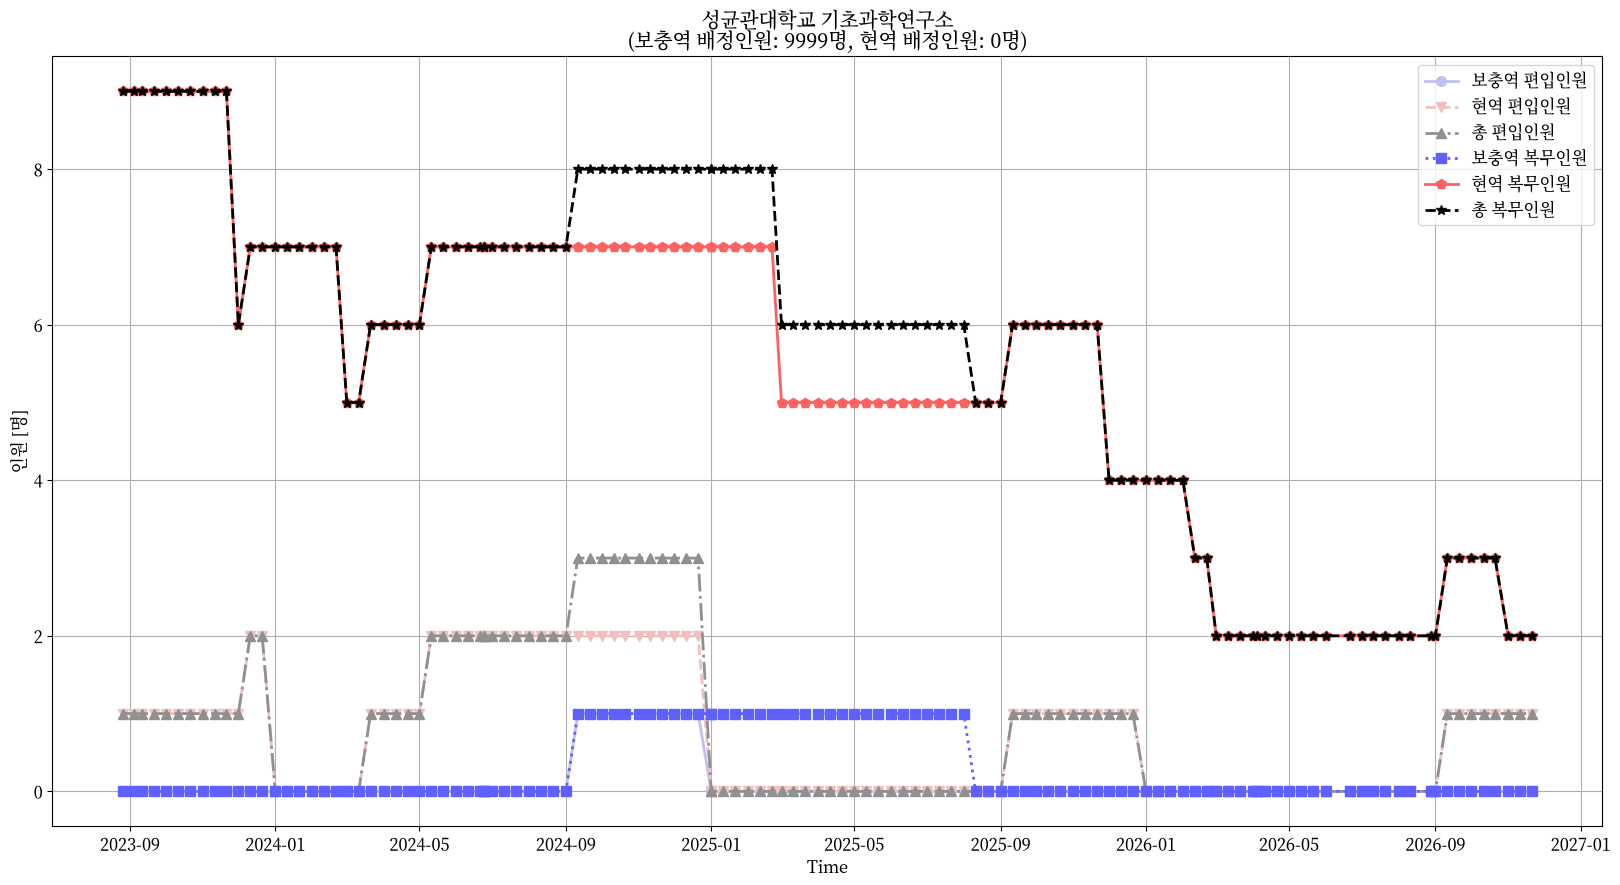 성균관대학교 기초과학연구소
(보충역 배정인원: 9999명, 현역 배정인원: 0명)
보충역 편입인원
현역 편입인원
총 편입인원
보충역 복무인원
현역 복무인원
총 복무인원
인원 [명]
8
6
4
2
0
2023-09 2024-01 2024-05 2024-09 2025-01 2025-05 2025-09 2026-01 2026-05 2026-09 2027-01
Time